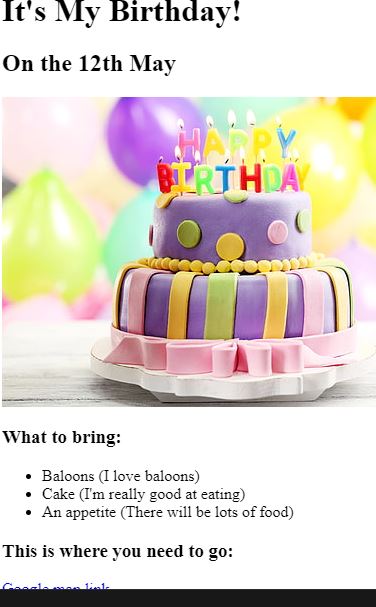 It's My Birthday!
On the 12th May
HAPPY
BIRTHDAY
What to bring:
Baloons (I love baloons)
Cake (I'm really good at eating)
An appetite (There will be lots of food)
This is where you need to go:
Google map link